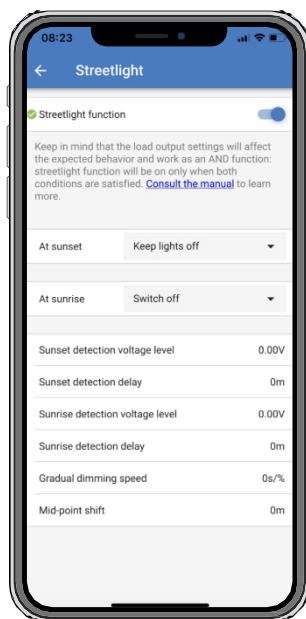 08:23
Streetlight
Streetlight function
Keep in mind that the load output settings will affect
the expected behavior and work as an AND function:
streetlight function will be on only when both
conditions are satisfied. Consult the manual to learn
more.
At sunset Keep lights off
At sunrise Switch off
Sunset detection voltage level 0.00V
Sunset detection delay 0m
Sunrise detection voltage level 0.00V
Sunrise detection delay 0m
Gradual dimming speed 0s/%
Mid-point shift 0m